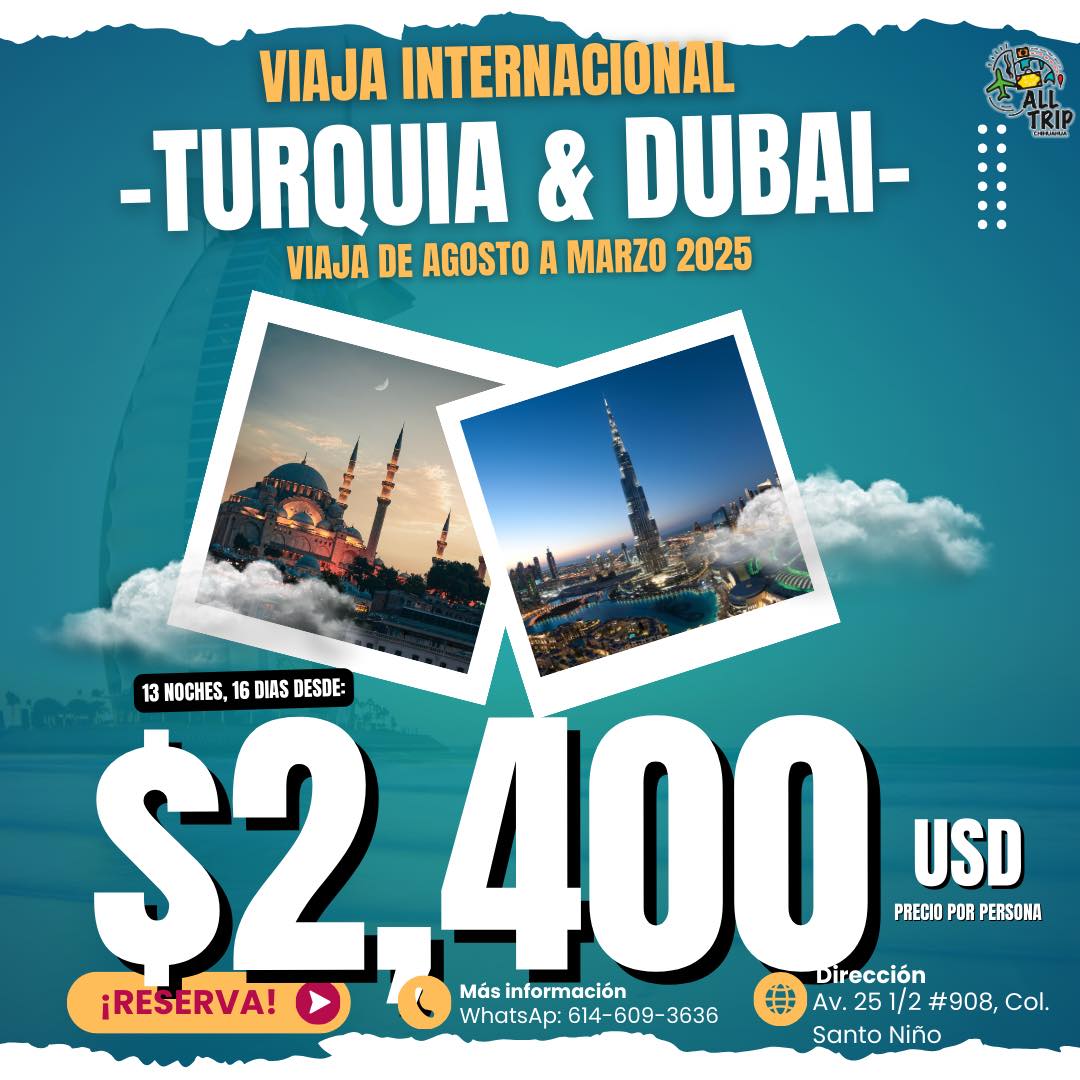 VIAJA INTERNACIONAL
ALL
TRIP
CHIHUAHUA
-TURQUIA & DUBAI-
VIAJA DE AGOSTO A MARZO 2025
13 NOCHES, 16 DIAS DESDE:
$2,400
USD
PRECIO POR PERSONA
¡RESERVA!
Más información
WhatsAp: 614-609-3636
Dirección
Av. 25 1/2 #908, Col.
Santo Niño